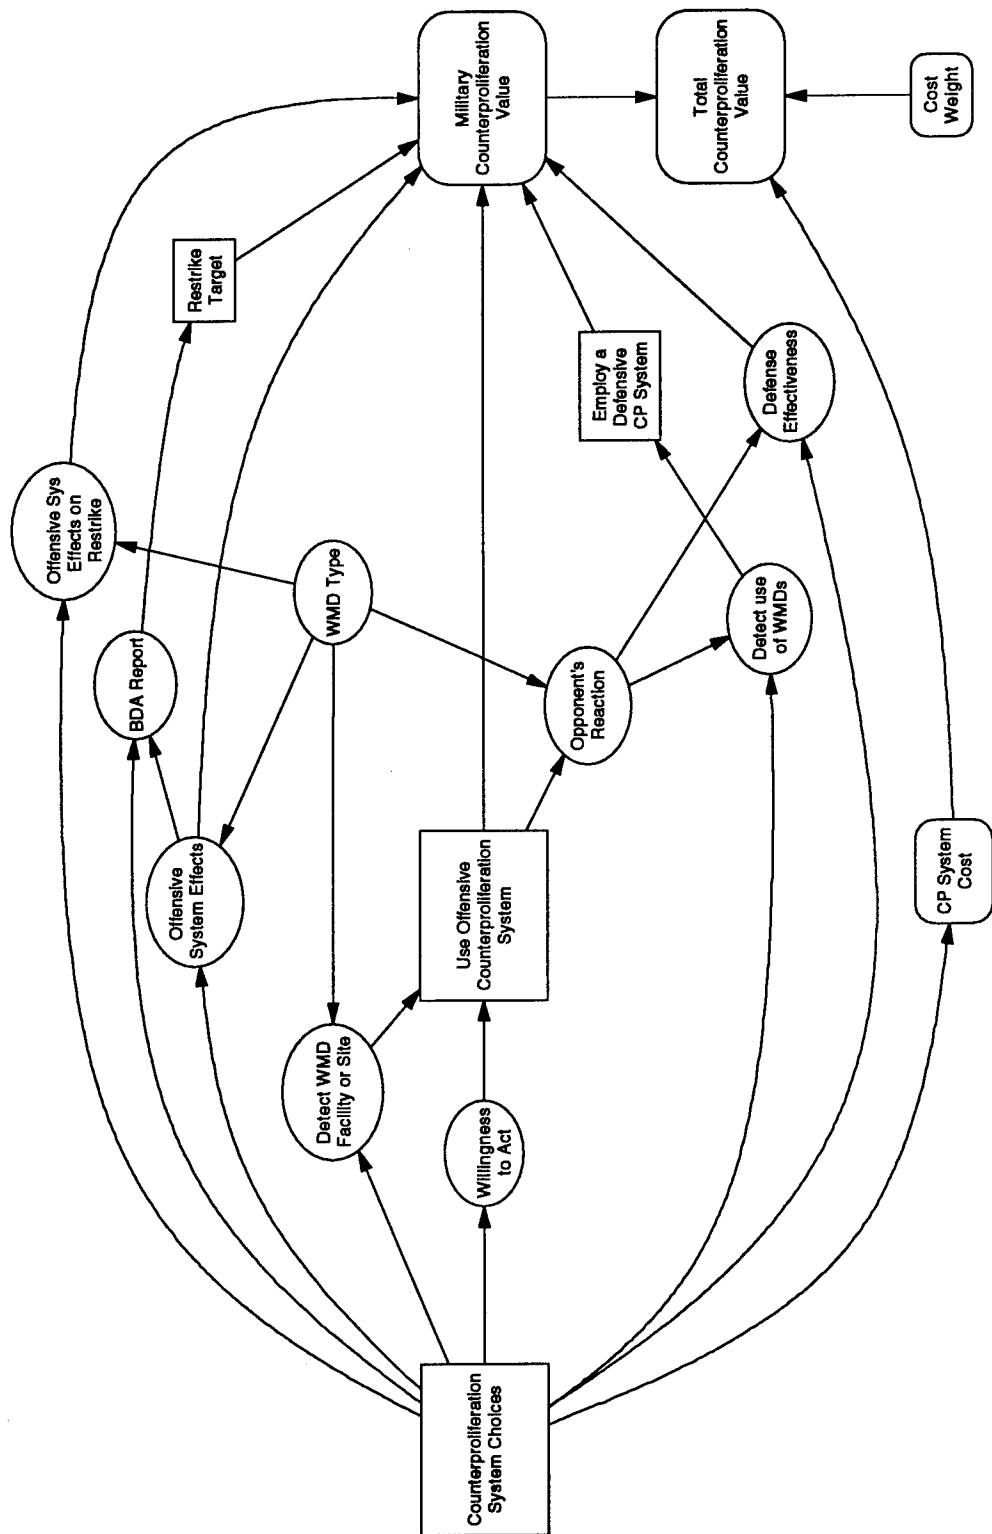 Counterproliferation
System Choices
Detect WMD
Facility or Site
Willingness
to Act
Offensive
System Effects
Use Offensive
Counterproliferation
System
CP System
Cost
BDA Report
Opponent's
Reaction
Offensive Sys
Effects on
Restrike
WMD Type
Detect use
of WMDs
Employ a
Defensive
CP System
Defense
Effectiveness
Restrike
Target
Military
Counterproliferation
Value
Total
Counterproliferation
Value
Cost
Weight